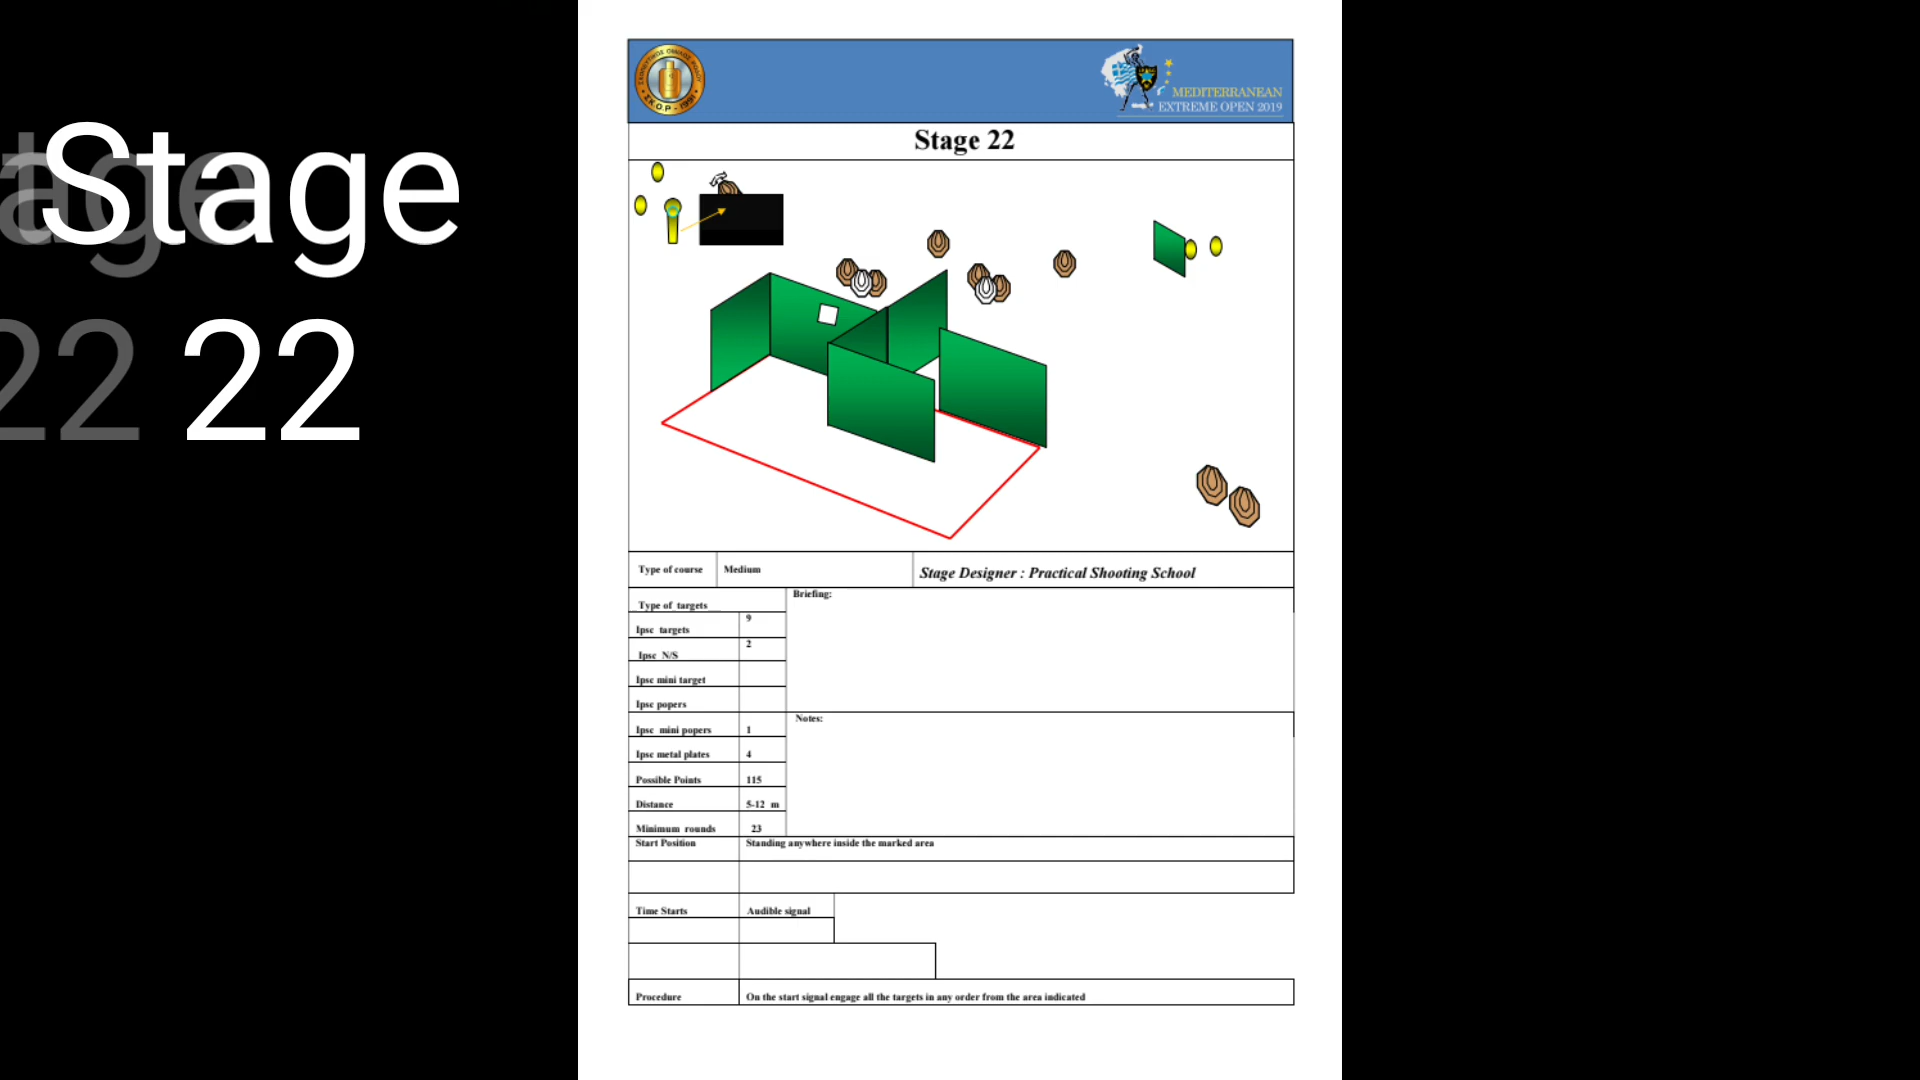 Stage
22
ΣΚΟΠΕΥΤΙΚΟΣ ΟΜΙΛΟΣ ΡΟΔΟΥ
Σ.Κ.Ο.Ρ - 1991
MEDITERRANEAN
EXTREME OPEN 2019
Stage 22
Type of course Medium Stage Designer : Practical Shooting School
Type of targets Briefing:
Ipsc targets 9
Ipsc N/S 2
Ipsc mini target
Ipsc popers
Notes:
Ipsc mini popers 1
Ipsc metal plates 4
Possible Points 115
Distance 5-12 m
Minimum rounds 23
Start Position Standing anywhere inside the marked area
Time Starts Audible signal
Procedure On the start signal engage all the targets in any order from the area indicated